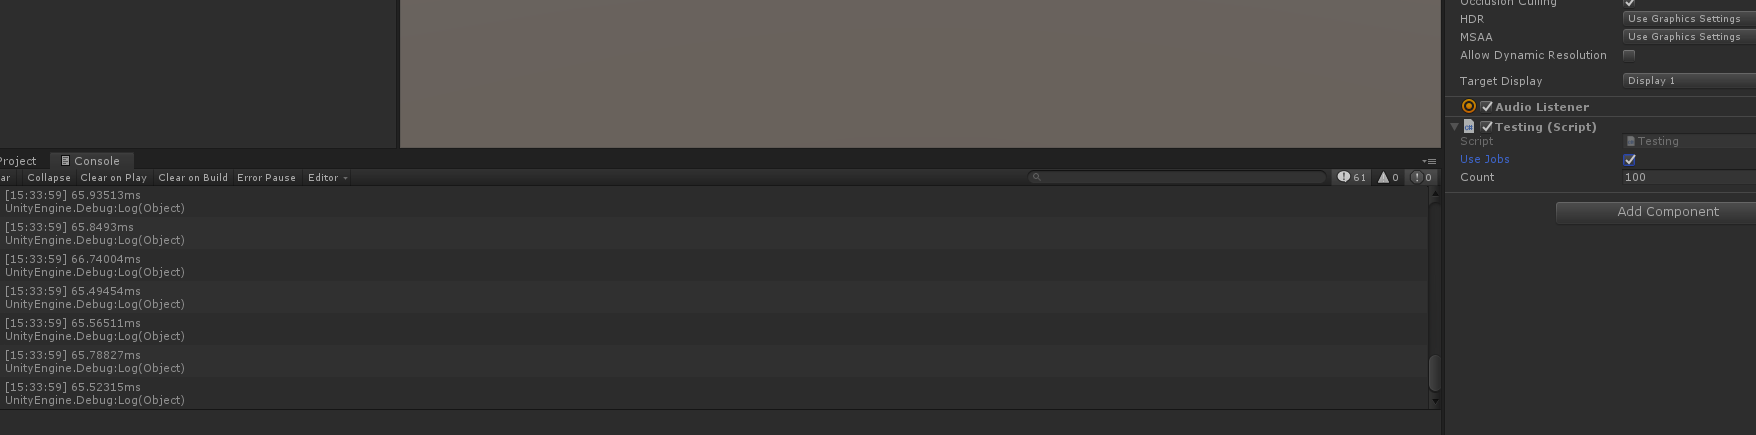 Project
Console
ar
Collapse
Clear on Play
Clear on Build
Error Pause
Editor
61
0
0
[15:33:59] 65.93513ms
UnityEngine.Debug:Log(Object)
[15:33:59] 65.8493ms
UnityEngine.Debug:Log(Object)
[15:33:59] 66.74004ms
UnityEngine.Debug:Log(Object)
[15:33:59] 65.49454ms
UnityEngine.Debug:Log(Object)
[15:33:59] 65.56511ms
UnityEngine.Debug:Log(Object)
[15:33:59] 65.78827ms
UnityEngine.Debug:Log(Object)
[15:33:59] 65.52315ms
UnityEngine.Debug:Log(Object)
Occlusion Culling
HDR Use Graphics Settings
MSAA Use Graphics Settings
Allow Dynamic Resolution
Target Display Display 1
Audio Listener
Testing (Script)
Script Testing
Use Jobs
Count 100
Add Component